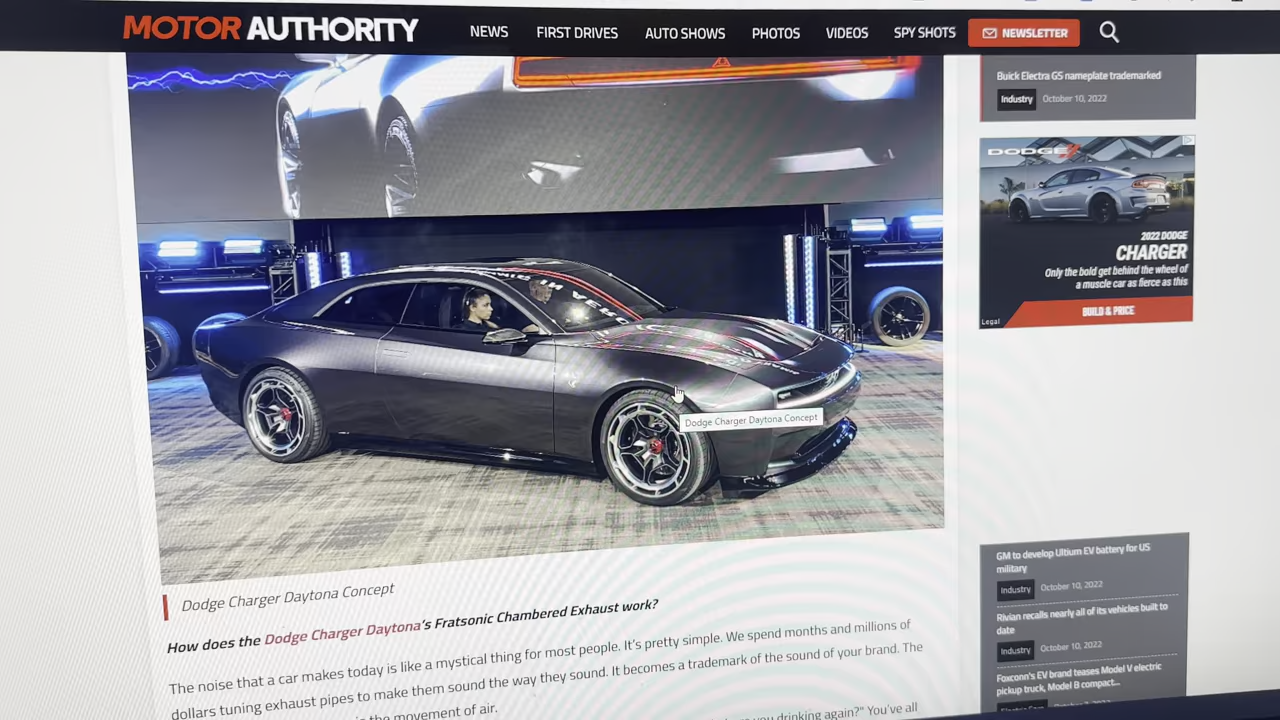 MOTOR AUTHORITY
NEWS
FIRST DRIVES
AUTO SHOWS
PHOTOS
VIDEOS
SPY SHOTS
NEWSLETTER
Buick Electra GS nameplate trademarked
Industry October 10, 2022
DODGE
2022 DODGE
CHARGER
Only the bold get behind the wheel of
a muscle car as fierce as this
BUILD & PRICE
Legal
Dodge Charger Daytona Concept
Dodge Charger Daytona Concept
How does the Dodge Charger Daytona's Fratsonic Chambered Exhaust work?
The noise that a car makes today is like a mystical thing for most people. It's pretty simple. We spend months and millions of
dollars tuning exhaust pipes to make them sound the way they sound. It becomes a trademark of the sound of your brand. The
the movement of air.
you drinking again?" You've all
GM to develop Ultium EV battery for US
military
Industry October 10, 2022
Rivian recalls nearly all of its vehicles built to
date
Industry October 10, 2022
Foxconn's EV brand teases Model V electric
pickup truck, Model B compact...